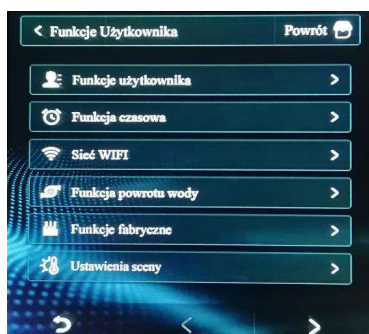 Funkcje Użytkownika Powrót
Funkcje użytkownika
Funkcja czasowa
Sieć WIFI
Funkcja powrotu wody
Funkcje fabryczne
Ustawienia sceny